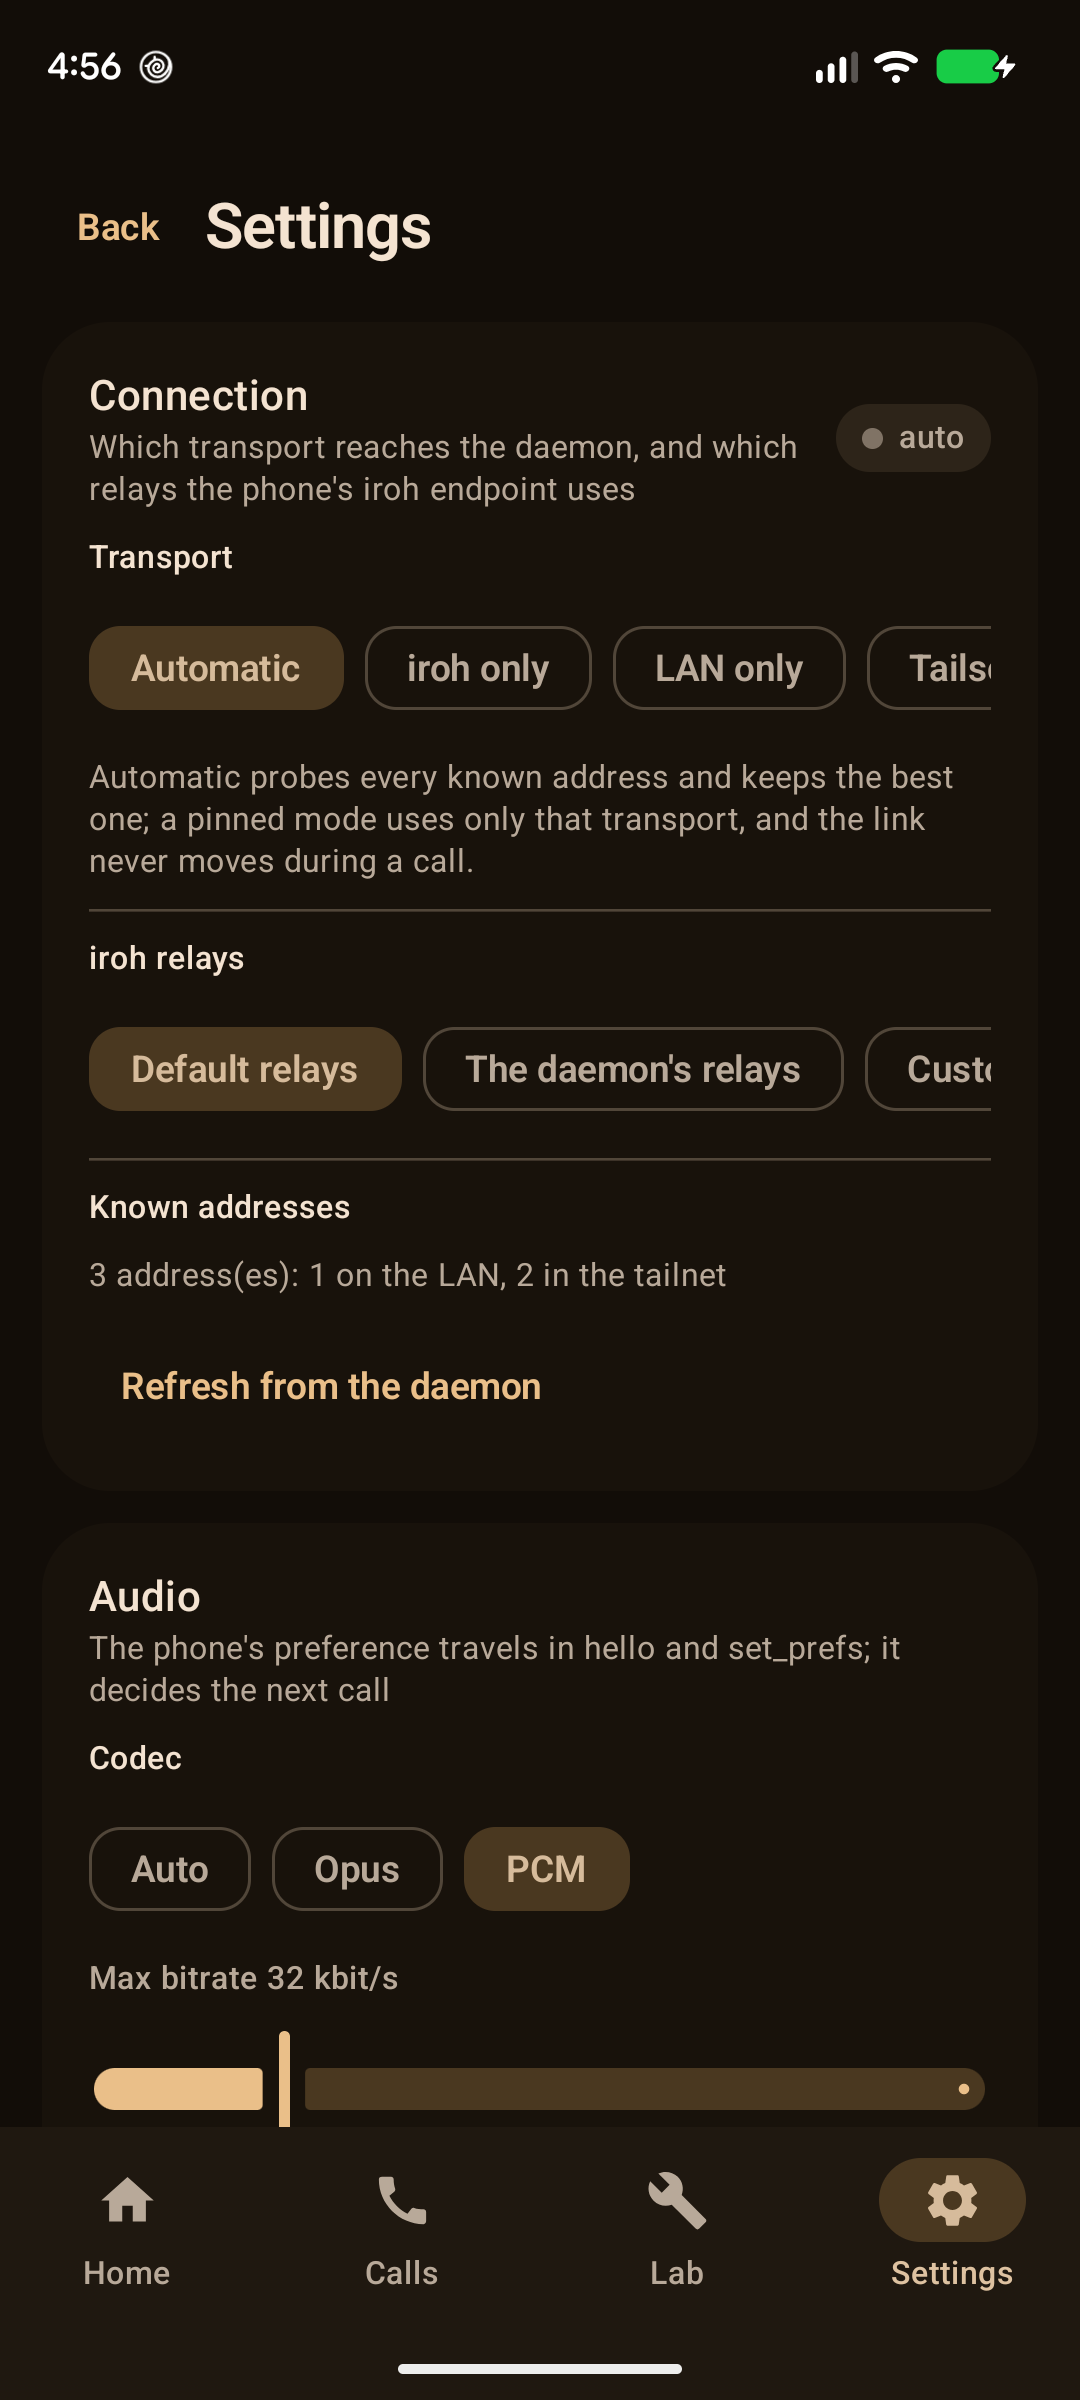 4:56
Back
Settings
Connection
Which transport reaches the daemon, and which
relays the phone's iroh endpoint uses
auto
Transport
Automatic
iroh only
LAN only
Automatic probes every known address and keeps the best
one; a pinned mode uses only that transport, and the link
never moves during a call.
iroh relays
Default relays
The daemon's relays
Known addresses
3 address(es): 1 on the LAN, 2 in the tailnet
Refresh from the daemon
Audio
The phone's preference travels in hello and set_prefs; it
decides the next call
Codec
Auto
Opus
PCM
Max bitrate 32 kbit/s
Home
Calls
Lab
Settings